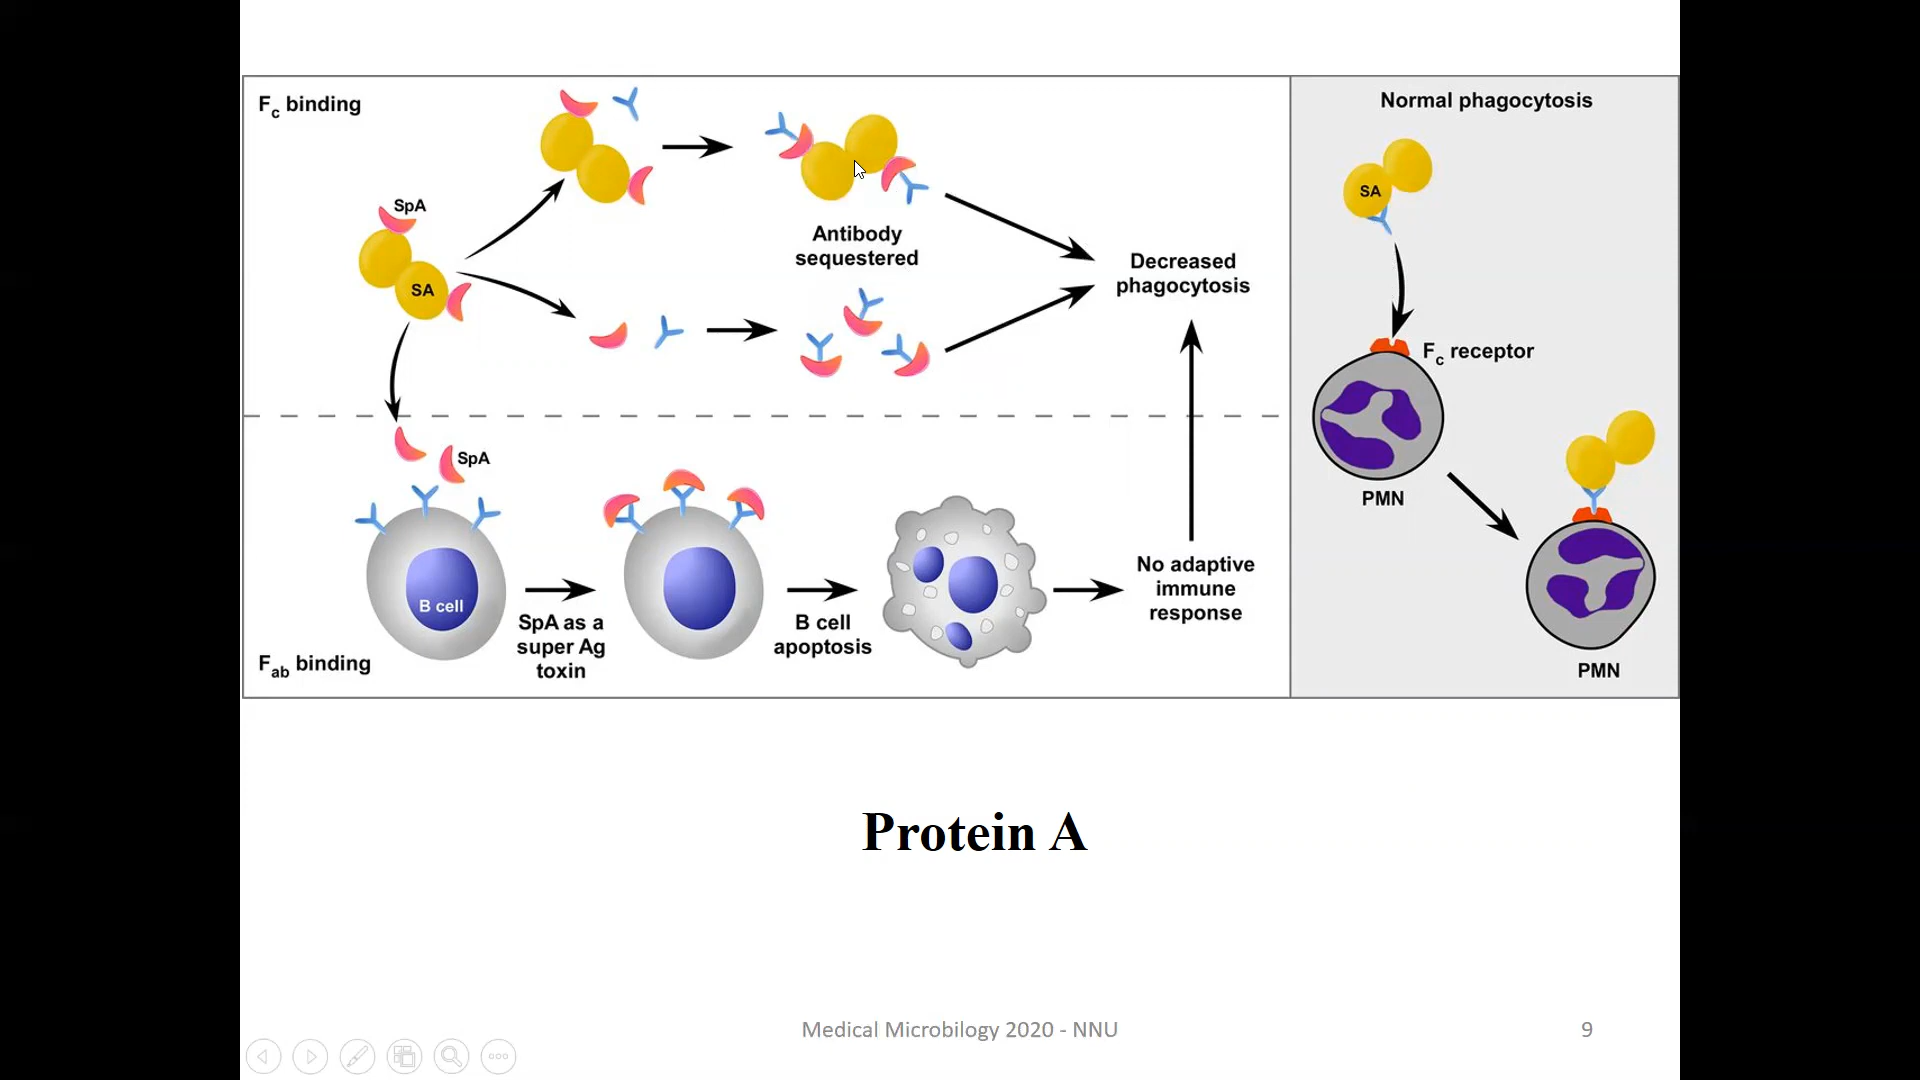 Fc binding
SpA
SA
Antibody
sequestered
Decreased
phagocytosis
SpA
B cell
SpA as a
super Ag
toxin
B cell
apoptosis
No adaptive
immune
response
Fab binding
Normal phagocytosis
SA
Fc receptor
PMN
PMN
Protein A
Medical Microbilogy 2020 - NNU
9